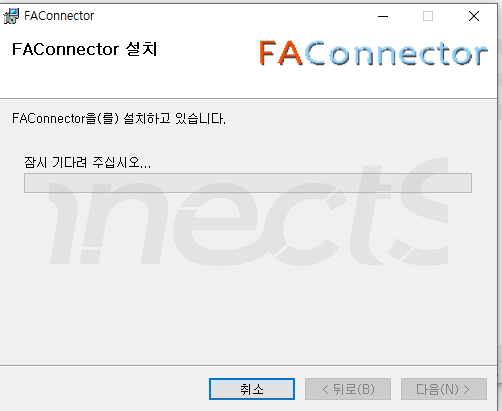 FAConnector
FAConnector 설치
FAConnector
FAConnector을(를) 설치하고 있습니다.
잠시 기다려 주십시오...
nnectS
취소
< 뒤로(B)
다음(N) >